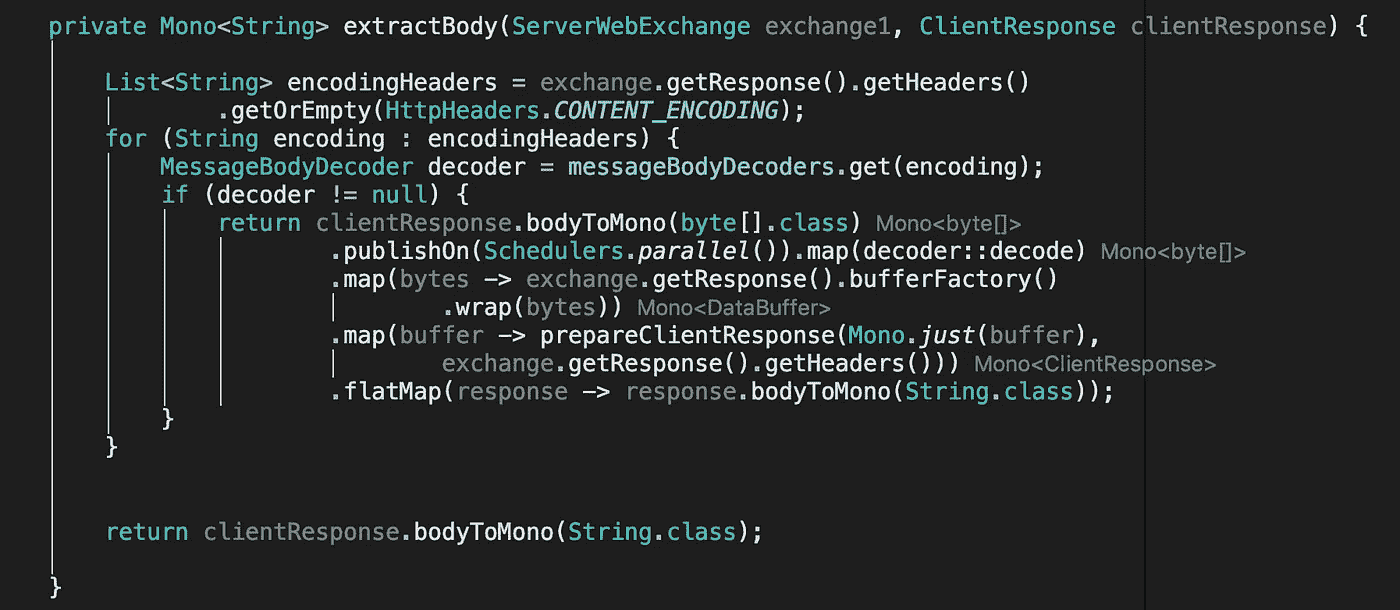 private Mono<String> extractBody(ServerWebExchange exchange1, ClientResponse clientResponse) {
List<String> encodingHeaders = exchange.getResponse().getHeaders()
.getOrEmpty(HttpHeaders.CONTENT_ENCODING);
for (String encoding : encodingHeaders) {
MessageBodyDecoder decoder = messageBodyDecoders.get(encoding);
if (decoder != null) {
return clientResponse.bodyToMono(byte[].class) Mono<byte[]>
.publishOn(Schedulers.parallel()).map(decoder::decode) Mono<byte[]>
.map(bytes -> exchange.getResponse().bufferFactory()
.wrap(bytes)) Mono<DataBuffer>
.map(buffer -> prepareClientResponse(Mono.just(buffer),
exchange.getResponse().getHeaders())) Mono<ClientResponse>
.flatMap(response -> response.bodyToMono(String.class));
}
}
return clientResponse.bodyToMono(String.class);
}